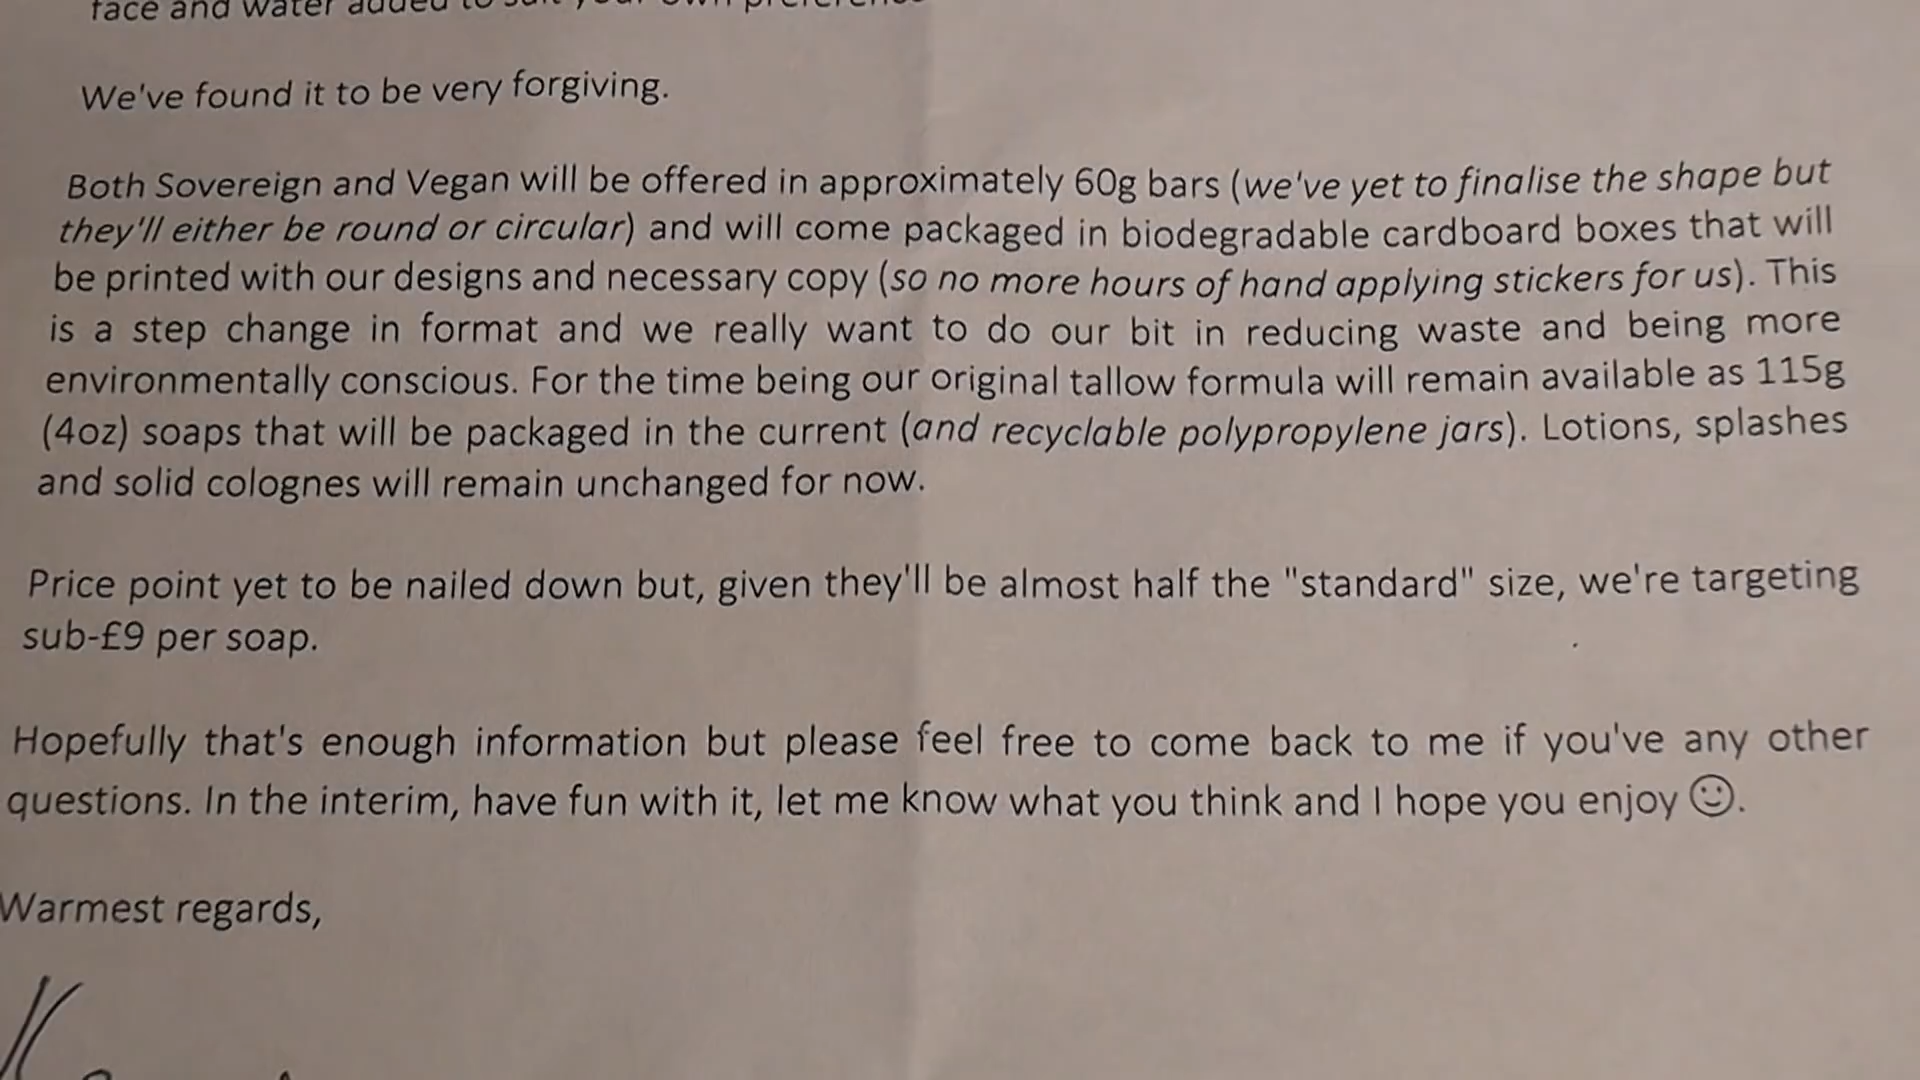 face and water added to suit your own preference
We've found it to be very forgiving.
Both Sovereign and Vegan will be offered in approximately 60g bars (we've yet to finalise the shape but
they'll either be round or circular) and will come packaged in biodegradable cardboard boxes that will
be printed with our designs and necessary copy (so no more hours of hand applying stickers for us). This
is a step change in format and we really want to do our bit in reducing waste and being more
environmentally conscious. For the time being our original tallow formula will remain available as 115g
(4oz) soaps that will be packaged in the current (and recyclable polypropylene jars). Lotions, splashes
and solid colognes will remain unchanged for now.
Price point yet to be nailed down but, given they'll be almost half the "standard" size, we're targeting
sub-£9 per soap.
Hopefully that's enough information but please feel free to come back to me if you've any other
questions. In the interim, have fun with it, let me know what you think and I hope you enjoy ☺.
Warmest regards,